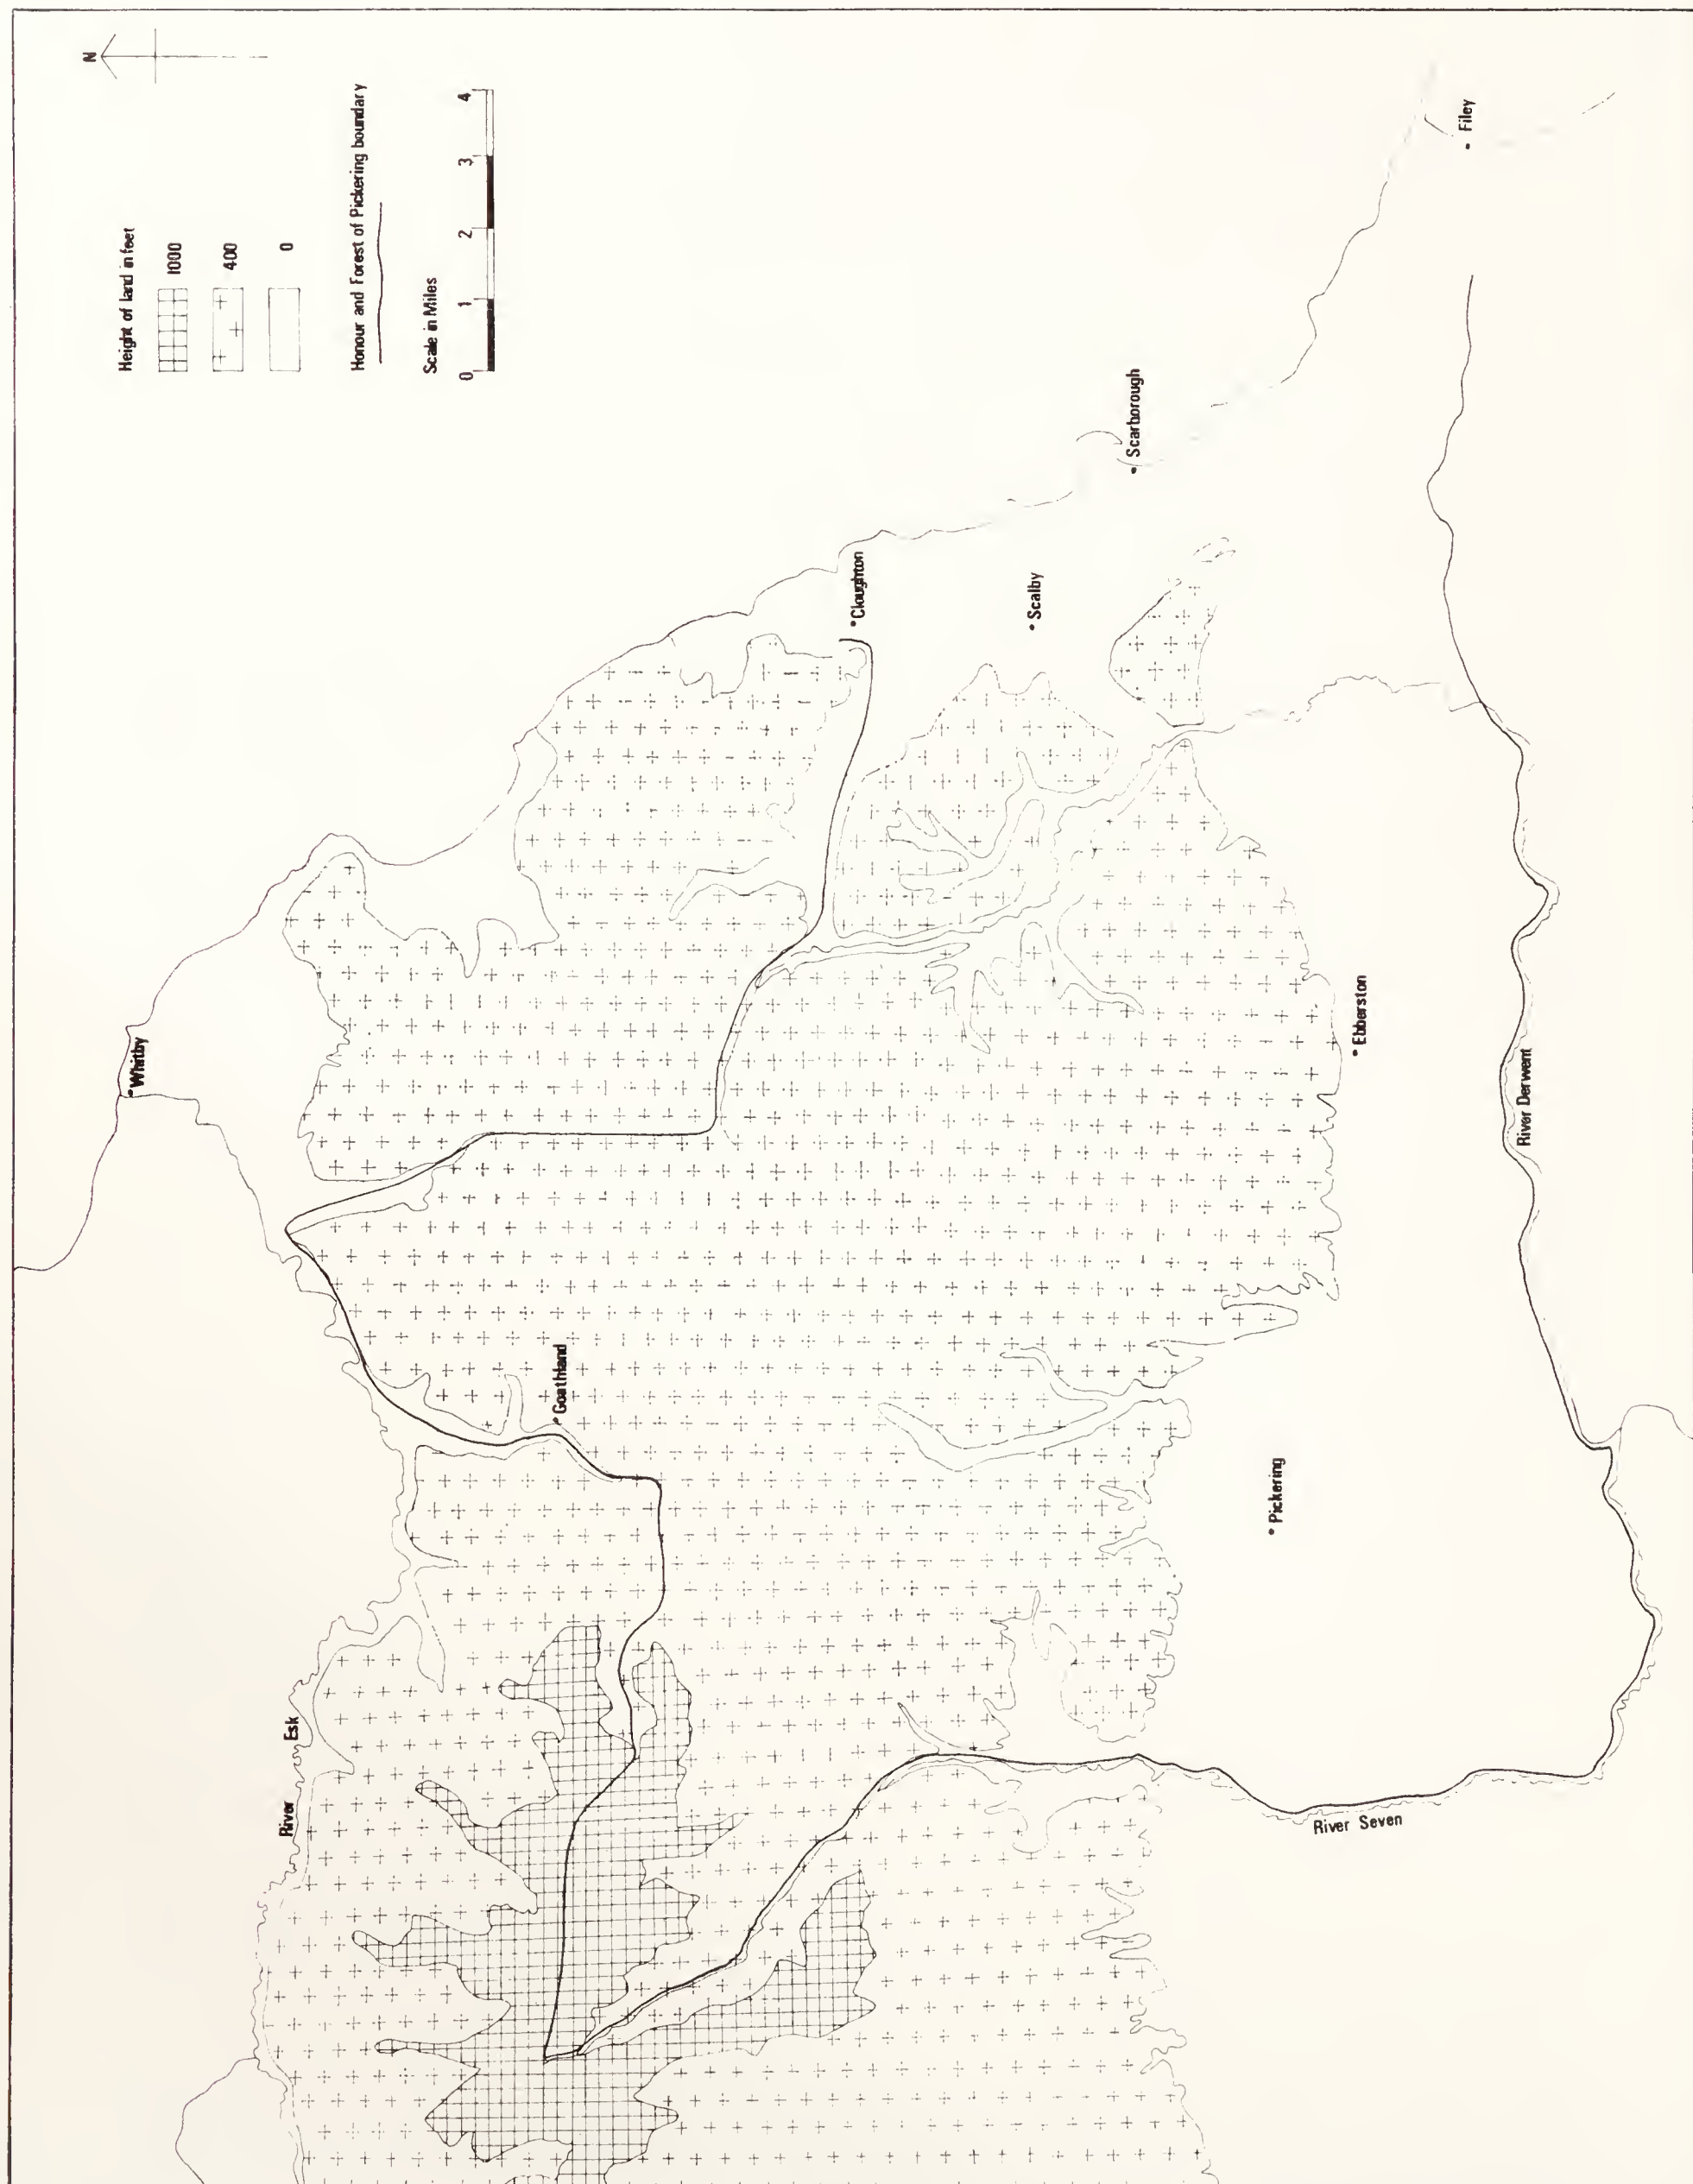 N
Height of land in feet
1000
400
0
Honour and Forest of Pickering boundary
Scale in Miles
0 1 2 3 4
Whitby
Filey
Scarborough
Cloughton
Scalby
Ebberston
River Derwent
Goathland
Pickering
River Esk
River Seven